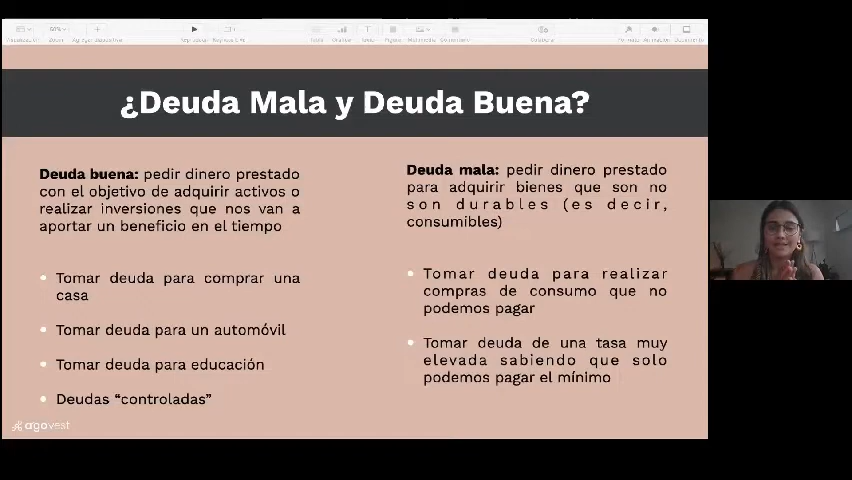 60%
¿Deuda Mala y Deuda Buena?
Deuda buena: pedir dinero prestado
con el objetivo de adquirir activos o
realizar inversiones que nos van a
aportar un beneficio en el tiempo
Tomar deuda para comprar una
casa
Tomar deuda para un automóvil
Tomar deuda para educación
Deudas “controladas”
Deuda mala: pedir dinero prestado
para adquirir bienes que son no
son durables (es decir,
consumibles)
Tomar deuda para realizar
compras de consumo que no
podemos pagar
Tomar deuda de una tasa muy
elevada sabiendo que solo
podemos pagar el mínimo
agovest